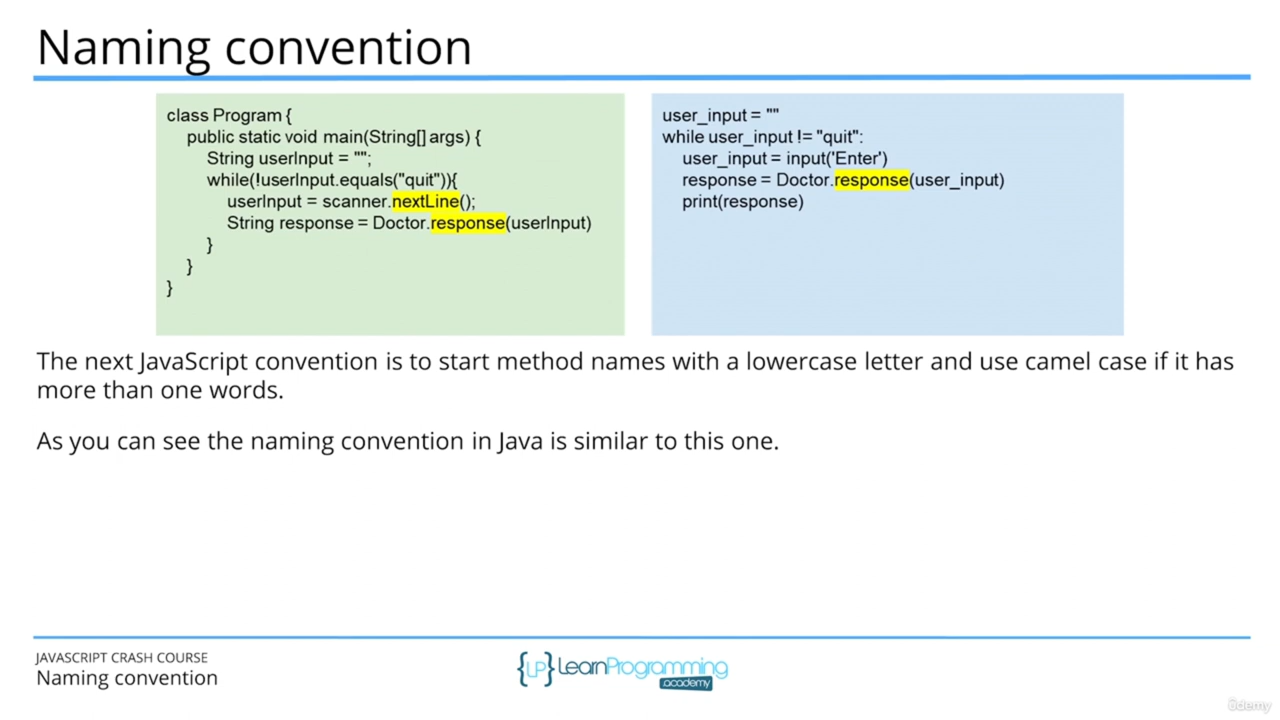 Naming convention
class Program {
public static void main(String[] args) {
String userInput = "";
while(!userInput.equals("quit")){
userInput = scanner.nextLine();
String response = Doctor.response(userInput)
}
}
}
user_input = ""
while user_input != "quit":
user_input = input('Enter')
response = Doctor.response(user_input)
print(response)
The next JavaScript convention is to start method names with a lowercase letter and use camel case if it has
more than one words.
As you can see the naming convention in Java is similar to this one.
JAVASCRIPT CRASH COURSE
Naming convention
{LP} LearnProgramming
.academy
ûdemy